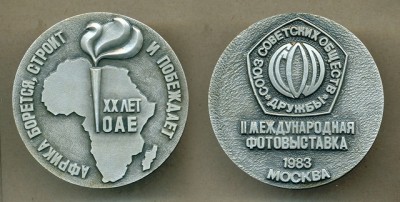 АФРИКА БОРЕТСЯ, СТРОИТ И ПОБЕЖДАЕТ
XX ЛЕТ
ОАЕ
СОЮЗ СОВЕТСКИХ ОБЩЕСТВ ДРУЖБЫ
II МЕЖДУНАРОДНАЯ
ФОТОВЫСТАВКА
1983
МОСКВА